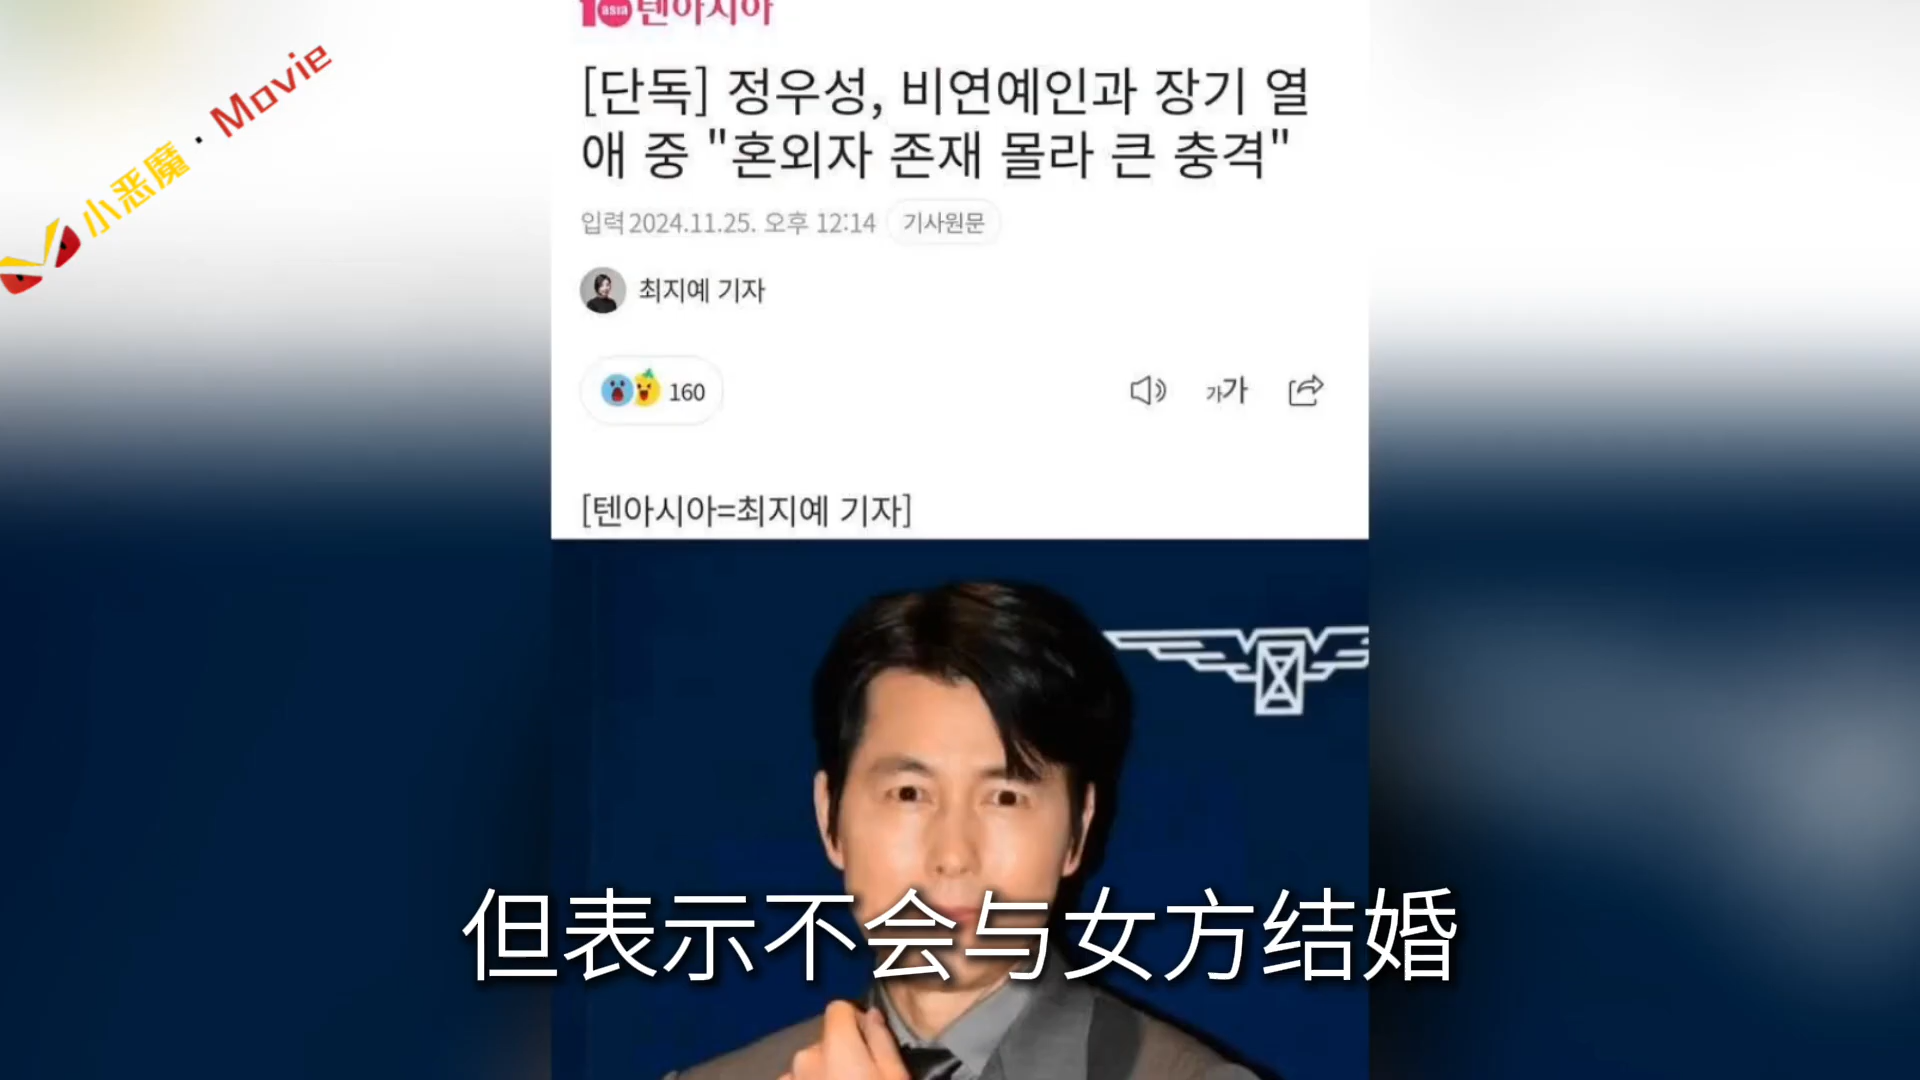 小恶魔·Movie
10 asia 텐아시아
[단독] 정우성, 비연예인과 장기 열
애 중 "혼외자 존재 몰라 큰 충격"
입력 2024.11.25. 오후 12:14 기사원문
최지예 기자
160
가가
[텐아시아=최지예 기자]
但表示不会与女方结婚